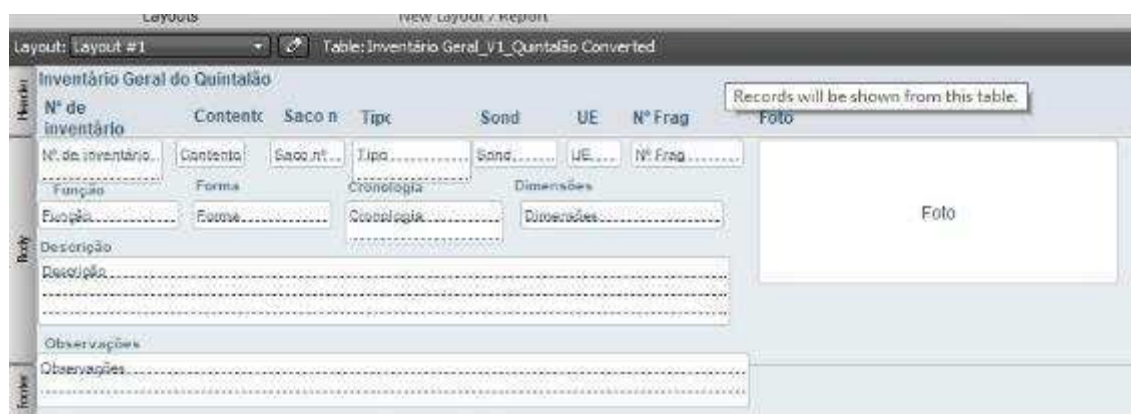 Layouts New Layout / Report
Layout: Layout #1 Table: Inventário Geral_V1_Quintalão Converted
Header
Inventário Geral do Quintalão
Records will be shown from this table.
Nº de inventário Contentc Saco n Tipc Sond UE Nº Frag Foto
Body
Nº. de inventário Contento Saco nº Tipo Sond. UE Nº Frag
Função Forma Cronologia Dimensões
Função Forma Cronologia Dimensões Foto
Descrição
Descrição
Observações
Observações
Footer